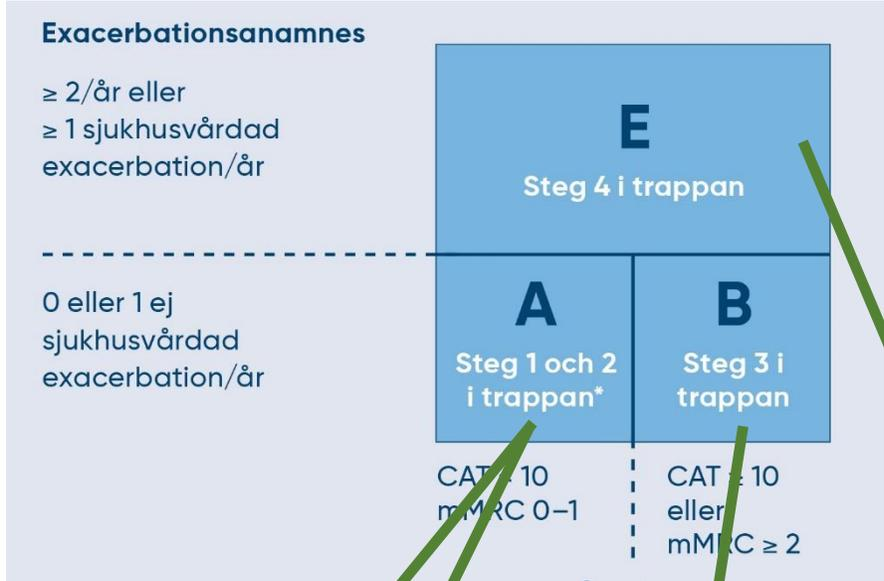 Exacerbationsanamnes
≥ 2/år eller
≥ 1 sjukhusvårdad
exacerbation/år
E
Steg 4 i trappan
0 eller 1 ej
sjukhusvårdad
exacerbation/år
A
Steg 1 och 2
i trappan*
B
Steg 3 i
trappan
CAT 10
mMRC 0–1
CAT ≥ 10
eller
mMRC ≥ 2